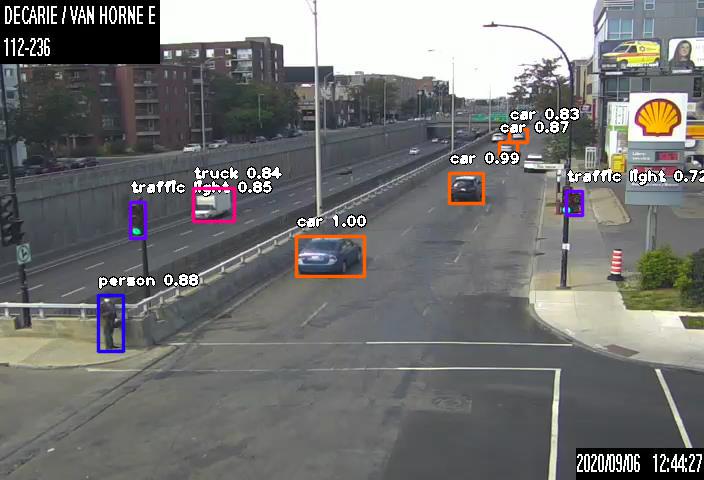 DECARIE / VAN HORNE E
112-236
car 0.83
car 0.87
car 0.99
truck 0.84
traffic light 0.85
traffic light 0.72
car 1.00
person 0.88
2020/09/06 12:44:27